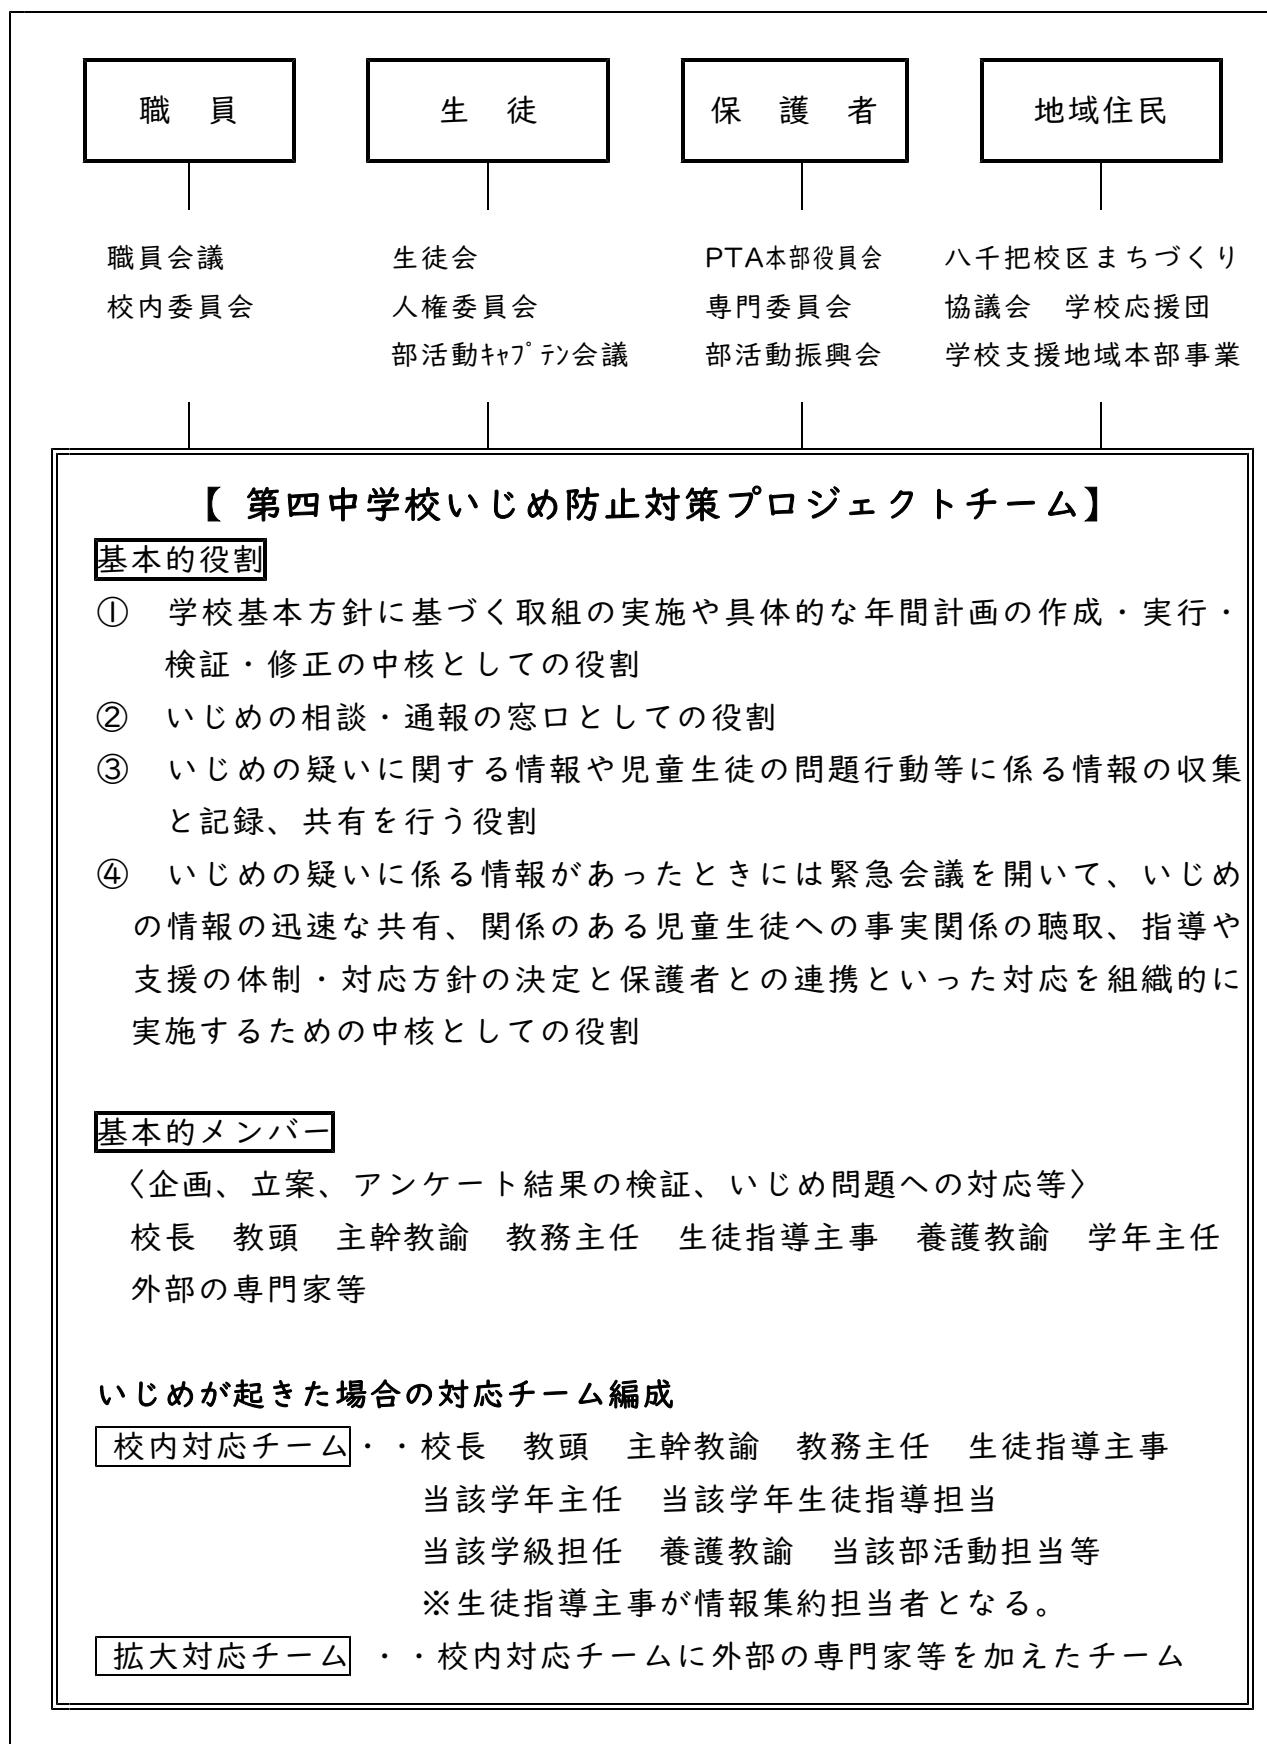 職　員
生　徒
保　護　者
地域住民
職員会議
校内委員会
生徒会
人権委員会
部活動ｷｬﾌﾟﾃﾝ会議
PTA本部役員会
専門委員会
部活動振興会
八千把校区まちづくり
協議会　学校応援団
学校支援地域本部事業
【 第四中学校いじめ防止対策プロジェクトチーム】
基本的役割
①　学校基本方針に基づく取組の実施や具体的な年間計画の作成・実行・
検証・修正の中核としての役割
②　いじめの相談・通報の窓口としての役割
③　いじめの疑いに関する情報や児童生徒の問題行動等に係る情報の収集
と記録、共有を行う役割
④　いじめの疑いに係る情報があったときには緊急会議を開いて、いじめ
の情報の迅速な共有、関係のある児童生徒への事実関係の聴取、指導や
支援の体制・対応方針の決定と保護者との連携といった対応を組織的に
実施するための中核としての役割
基本的メンバー
〈企画、立案、アンケート結果の検証、いじめ問題への対応等〉
校長　教頭　主幹教諭　教務主任　生徒指導主事　養護教諭　学年主任
外部の専門家等
いじめが起きた場合の対応チーム編成
校内対応チーム・・校長　教頭　主幹教諭　教務主任　生徒指導主事
当該学年主任　当該学年生徒指導担当
当該学級担任　養護教諭　当該部活動担当等
※生徒指導主事が情報集約担当者となる。
拡大対応チーム ・・校内対応チームに外部の専門家等を加えたチーム